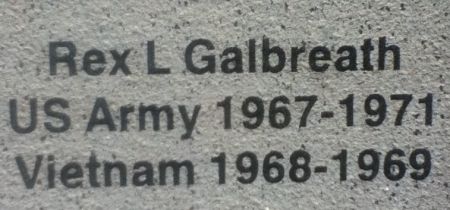 Rex L Galbreath
US Army 1967-1971
Vietnam 1968-1969